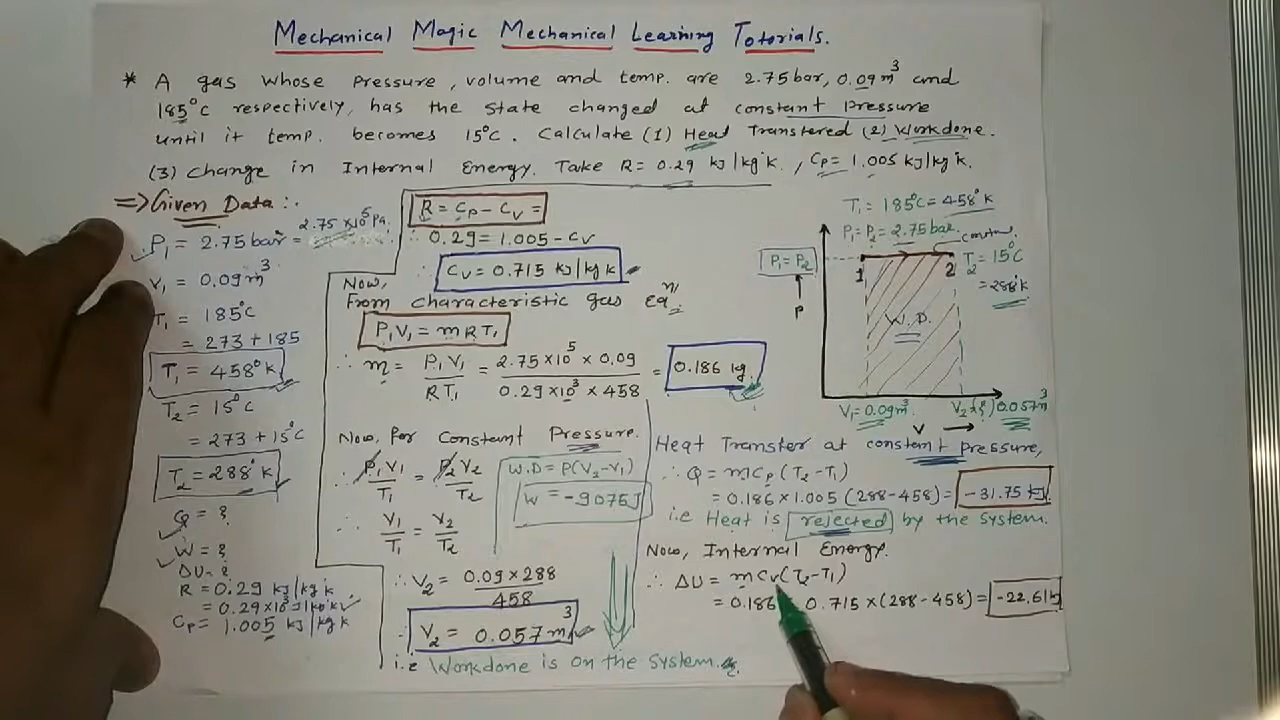 Mechanical Magic Mechanical Learning Totorials.
* A gas whose pressure, volume and temp. are 2.75 bar, 0.09 m³ and
185°C respectively, has the state changed at constant pressure
until it temp. becomes 15°C. Calculate (1) Heat Transfered (2) Workdone.
(3) change in Internal Energy. Take R = 0.29 kJ/kg k., Cp = 1.005 kJ/kg k.
⇒ Given Data :.
P₁ = 2.75 bar = 2.75 ×10⁵ Pa.
V₁ = 0.09 m³
T₁ = 185°C
= 273 + 185
T₁ = 458°k
T₂ = 15°C
= 273 + 15°C
T₂ = 288°k
Q = ?
W = ?
ΔU = ?
R = 0.29 kJ/kg k
= 0.29×10³ J/kg k
Cp = 1.005 kJ/kg k
R = Cp - Cv =
∴ 0.29 = 1.005 - Cv
∴ Cv = 0.715 kJ/kg k
Now,
From characteristic gas Eqⁿ
P₁V₁ = mRT₁
∴ m = P₁V₁ / RT₁ = 2.75×10⁵ × 0.09 / 0.29×10³ × 458 = 0.186 kg.
Now, For Constant Pressure.
∴ P₁V₁ / T₁ = P₂V₂ / T₂
∴ V₁ / T₁ = V₂ / T₂
∴ V₂ = 0.09 × 288 / 458
∴ V₂ = 0.057 m³
W.D = P(V₂-V₁)
W = -9075 J
i.e Workdone is on the system.
T₁ = 185°C = 458°k
P₁ = P₂ = 2.75 bar.
P₁ = P₂
P
1
2
T₂ = 15°C
= 288°k
W.D.
V₁ = 0.09 m³
V₂ (?) 0.057 m³
V
Heat Transfer at constant pressure,
∴ Q = mCp (T₂-T₁)
= 0.186 × 1.005 (288-458) = -31.75 kJ
i.e Heat is rejected by the system.
Now, Internal Energy.
∴ ΔU = mCv(T₂-T₁)
= 0.186 0.715 × (288-458) = -22.61 kJ